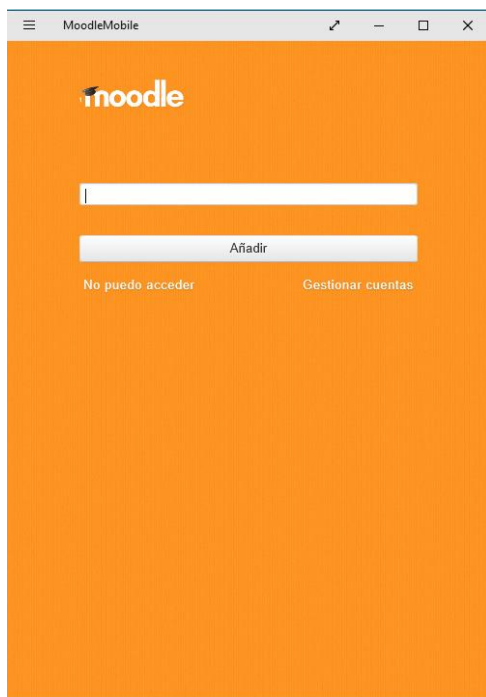 MoodleMobile
moodle
Añadir
No puedo acceder
Gestionar cuentas